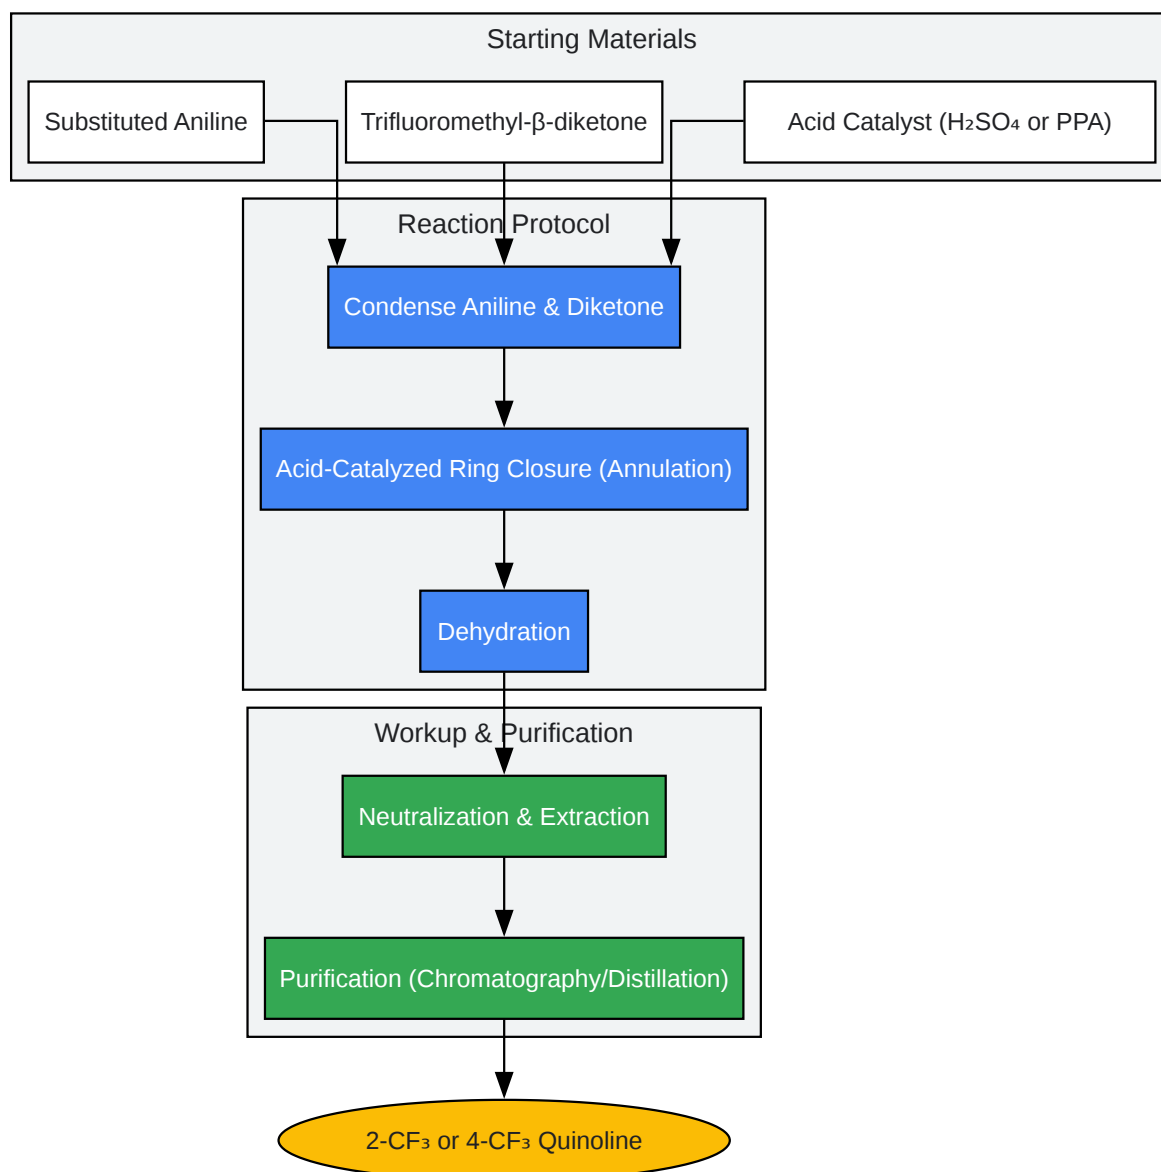 Starting Materials
Substituted Aniline
Trifluoromethyl-β-diketone
Acid Catalyst (H₂SO₄ or PPA)
Reaction Protocol
Condense Aniline & Diketone
Acid-Catalyzed Ring Closure (Annulation)
Dehydration
Workup & Purification
Neutralization & Extraction
Purification (Chromatography/Distillation)
2-CF₃ or 4-CF₃ Quinoline